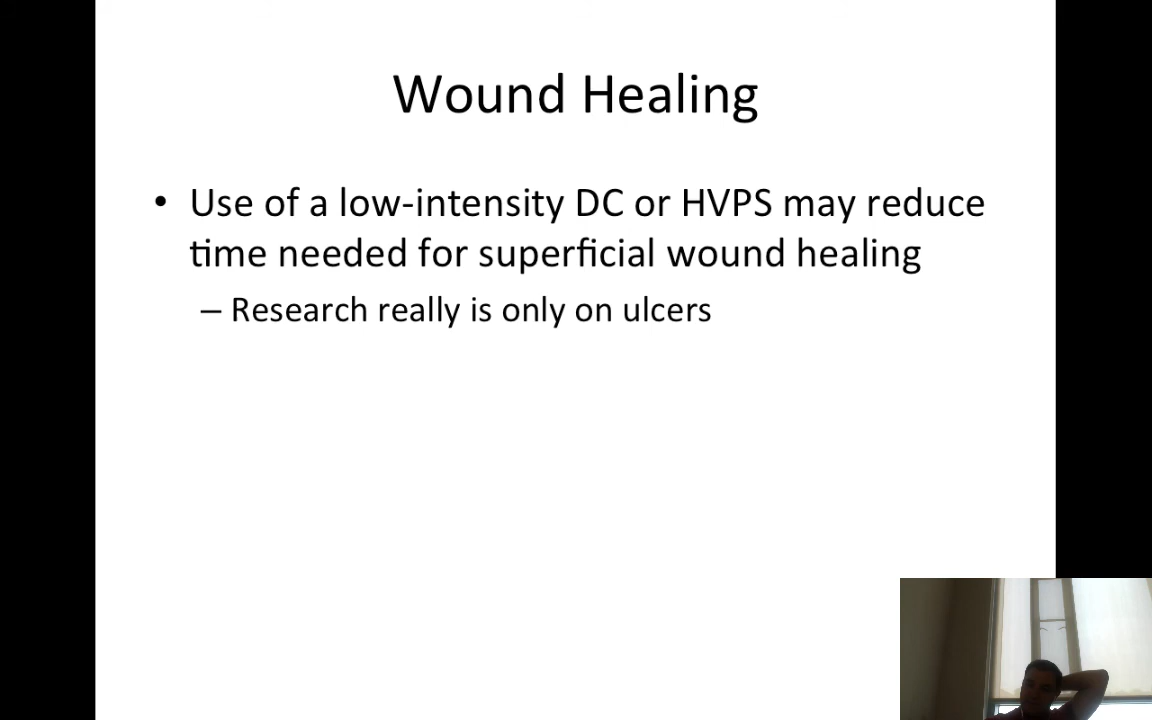 Wound Healing
• Use of a low-intensity DC or HVPS may reduce
time needed for superficial wound healing
– Research really is only on ulcers